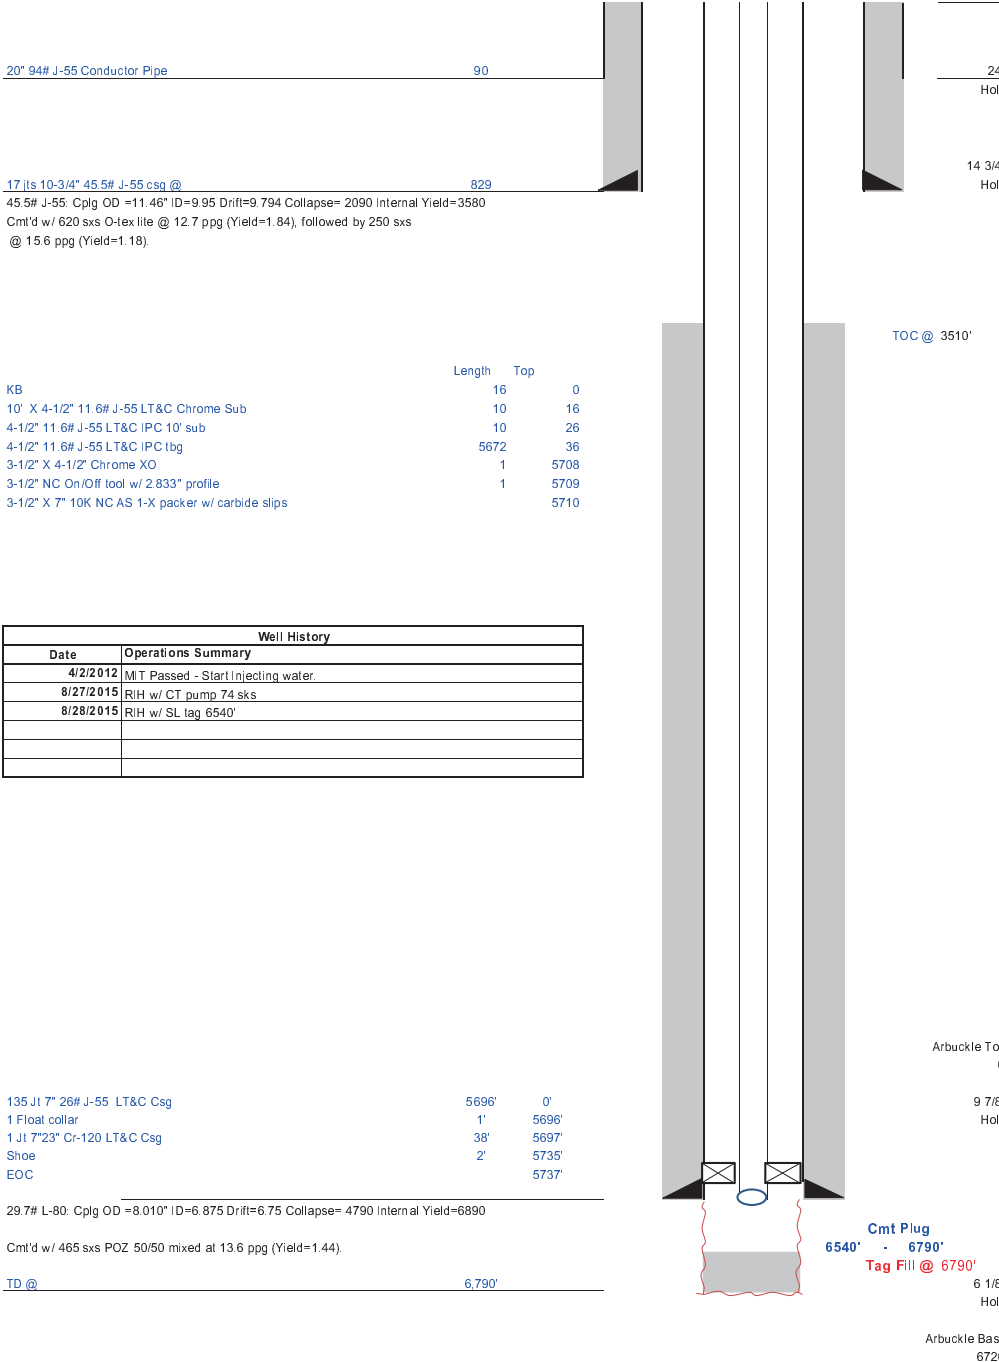 20" 94# J-55 Conductor Pipe 90
24
Hol
14 3/4
17 jts 10-3/4" 45.5# J-55 csg @ 829
Hol
45.5# J-55: Cplg OD =11.46" ID=9.95 Drift=9.794 Collapse= 2090 Internal Yield=3580
Cmt'd w/ 620 sxs O-tex lite @ 12.7 ppg (Yield=1.84), followed by 250 sxs
@ 15.6 ppg (Yield=1.18).
TOC @ 3510'
Length Top
KB 16 0
10' X 4-1/2" 11.6# J-55 LT&C Chrome Sub 10 16
4-1/2" 11.6# J-55 LT&C IPC 10' sub 10 26
4-1/2" 11.6# J-55 LT&C IPC tbg 5672 36
3-1/2" X 4-1/2" Chrome XO 1 5708
3-1/2" NC On/Off tool w/ 2.833" profile 1 5709
3-1/2" X 7" 10K NC AS 1-X packer w/ carbide slips 5710
Well History
Date Operations Summary
4/2/2012 MIT Passed - Start Injecting water.
8/27/2015 RIH w/ CT pump 74 sks
8/28/2015 RIH w/ SL tag 6540'
Arbuckle To
135 Jt 7" 26# J-55 LT&C Csg 5696' 0'
9 7/8
1 Float collar 1' 5696'
Hol
1 Jt 7"23" Cr-120 LT&C Csg 38' 5697'
Shoe 2' 5735'
EOC 5737'
29.7# L-80: Cplg OD =8.010" ID=6.875 Drift=6.75 Collapse= 4790 Internal Yield=6890
Cmt Plug
Cmt'd w/ 465 sxs POZ 50/50 mixed at 13.6 ppg (Yield=1.44).
6540' - 6790'
Tag Fill @ 6790'
TD @ 6,790'
6 1/8
Hol
Arbuckle Bas
672